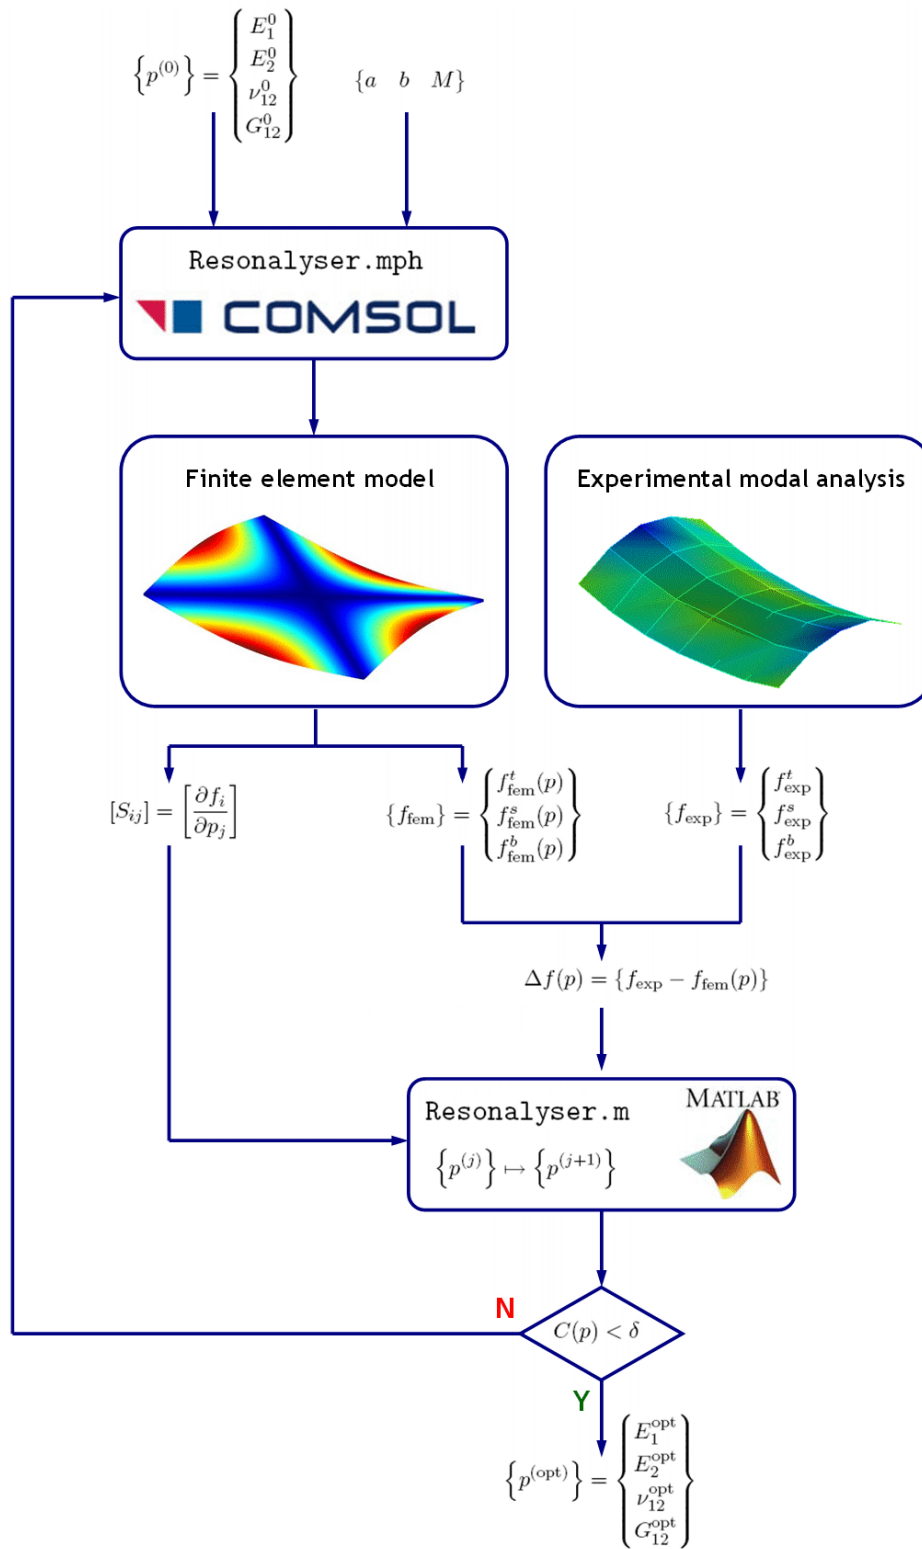 {p^(0)} = {E_1^0 E_2^0 ν_12^0 G_12^0}
{a b M}
Resonalyser.mph
COMSOL
Finite element model
Experimental modal analysis
[S_ij] = [∂f_i/∂p_j]
{f_fem} = {f_fem^t(p) f_fem^s(p) f_fem^b(p)}
{f_exp} = {f_exp^t f_exp^s f_exp^b}
Δf(p) = {f_exp − f_fem(p)}
MATLAB
Resonalyser.m
{p^(j)} ↦ {p^(j+1)}
N
C(p) < δ
Y
{p^(opt)} = {E_1^opt E_2^opt ν_12^opt G_12^opt}